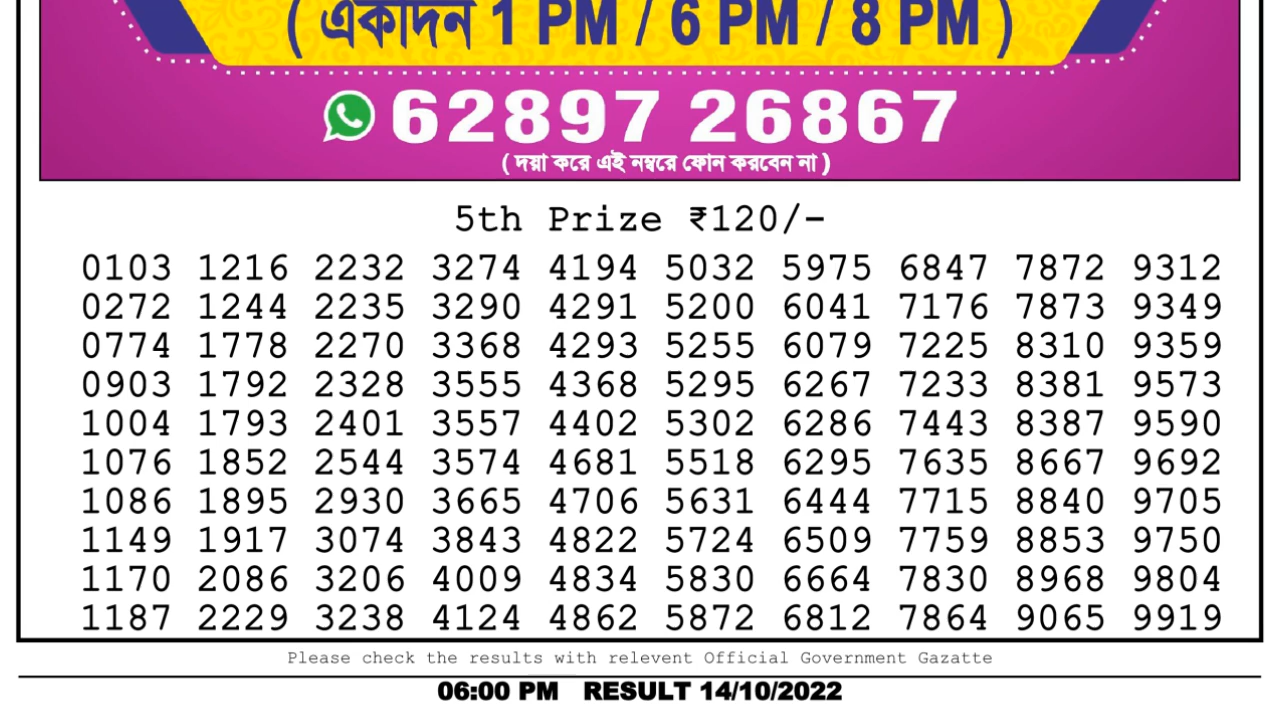 ( একাদন 1 PM / 6 PM / 8 PM )
62897 26867
( দয়া করে এই নম্বরে ফোন করবেন না )
5th Prize ₹120/-
0103 1216 2232 3274 4194 5032 5975 6847 7872 9312
0272 1244 2235 3290 4291 5200 6041 7176 7873 9349
0774 1778 2270 3368 4293 5255 6079 7225 8310 9359
0903 1792 2328 3555 4368 5295 6267 7233 8381 9573
1004 1793 2401 3557 4402 5302 6286 7443 8387 9590
1076 1852 2544 3574 4681 5518 6295 7635 8667 9692
1086 1895 2930 3665 4706 5631 6444 7715 8840 9705
1149 1917 3074 3843 4822 5724 6509 7759 8853 9750
1170 2086 3206 4009 4834 5830 6664 7830 8968 9804
1187 2229 3238 4124 4862 5872 6812 7864 9065 9919
Please check the results with relevent Official Government Gazatte
06:00 PM RESULT 14/10/2022